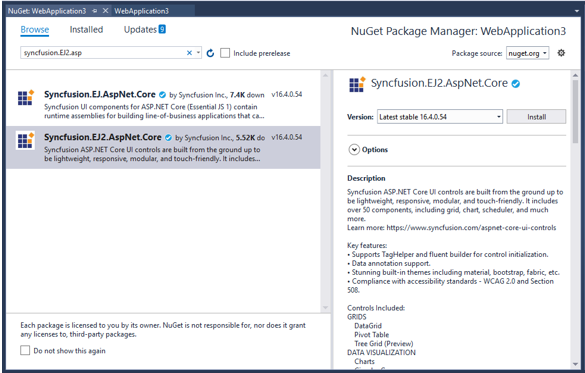 NuGet: WebApplication3
WebApplication3
Browse
Installed
Updates 9
NuGet Package Manager: WebApplication3
syncfusion.EJ2.asp
Include prerelease
Package source: nuget.org
Syncfusion.EJ.AspNet.Core by Syncfusion Inc., 7.4K down v16.4.0.54
Syncfusion UI components for ASP.NET Core (Essential JS 1) contain
runtime assemblies for building line-of-business applications that ca...
Syncfusion.EJ2.AspNet.Core by Syncfusion Inc., 5.52K do v16.4.0.54
Syncfusion ASP.NET Core UI controls are built from the ground up to
be lightweight, responsive, modular, and touch-friendly. It includes...
Each package is licensed to you by its owner. NuGet is not responsible for, nor does it grant
any licenses to, third-party packages.
Do not show this again
Syncfusion.EJ2.AspNet.Core
Version: Latest stable 16.4.0.54 Install
Options
Description
Syncfusion ASP.NET Core UI controls are built from the ground up to
be lightweight, responsive, modular, and touch-friendly. It includes
over 50 components, including grid, chart, scheduler, and much
more.
Learn more: https://www.syncfusion.com/aspnet-core-ui-controls
Key features:
• Supports TagHelper and fluent builder for control initialization.
• Data annotation support.
• Stunning built-in themes including material, bootstrap, fabric, etc.
• Compliance with accessibility standards - WCAG 2.0 and Section
508.
Controls Included:
GRIDS
DataGrid
Pivot Table
Tree Grid (Preview)
DATA VISUALIZATION
Charts